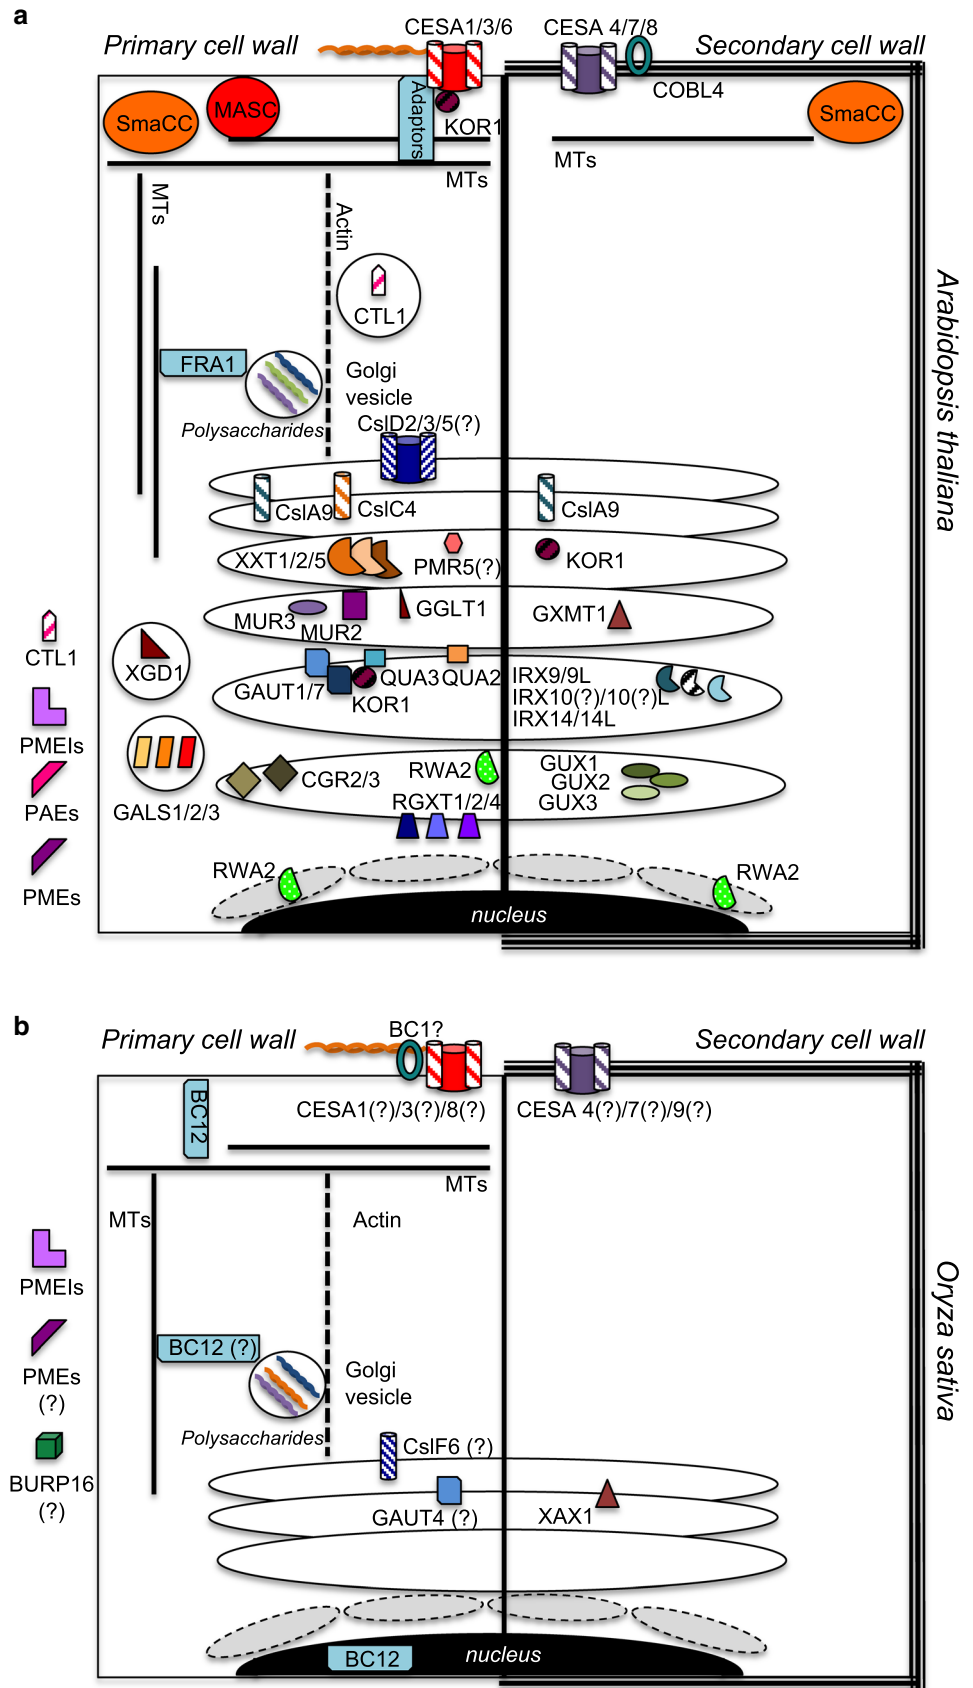 a
Primary cell wall
CESA1/3/6
CESA 4/7/8
Secondary cell wall
COBL4
SmaCC
MASC
Adaptors
KOR1
SmaCC
MTs
MTs
MTs
Actin
CTL1
FRA1
Golgi
vesicle
Polysaccharides
CslD2/3/5(?)
CslA9
CslC4
CslA9
XXT1/2/5
PMR5(?)
KOR1
MUR3
MUR2
GGLT1
GXMT1
CTL1
XGD1
GAUT1/7
QUA3
QUA2
KOR1
IRX9/9L
IRX10(?)/10(?)L
IRX14/14L
PMEIs
PAEs
GALS1/2/3
CGR2/3
RWA2
RGXT1/2/4
GUX1
GUX2
GUX3
PMEs
RWA2
RWA2
nucleus
Arabidopsis thaliana
b
Primary cell wall
BC1?
Secondary cell wall
BC12
CESA1(?)/3(?)/8(?)
CESA 4(?)/7(?)/9(?)
MTs
MTs
Actin
PMEIs
BC12 (?)
PMEs
(?)
Golgi
vesicle
Polysaccharides
BURP16
(?)
CslF6 (?)
GAUT4 (?)
XAX1
nucleus
BC12
Oryza sativa